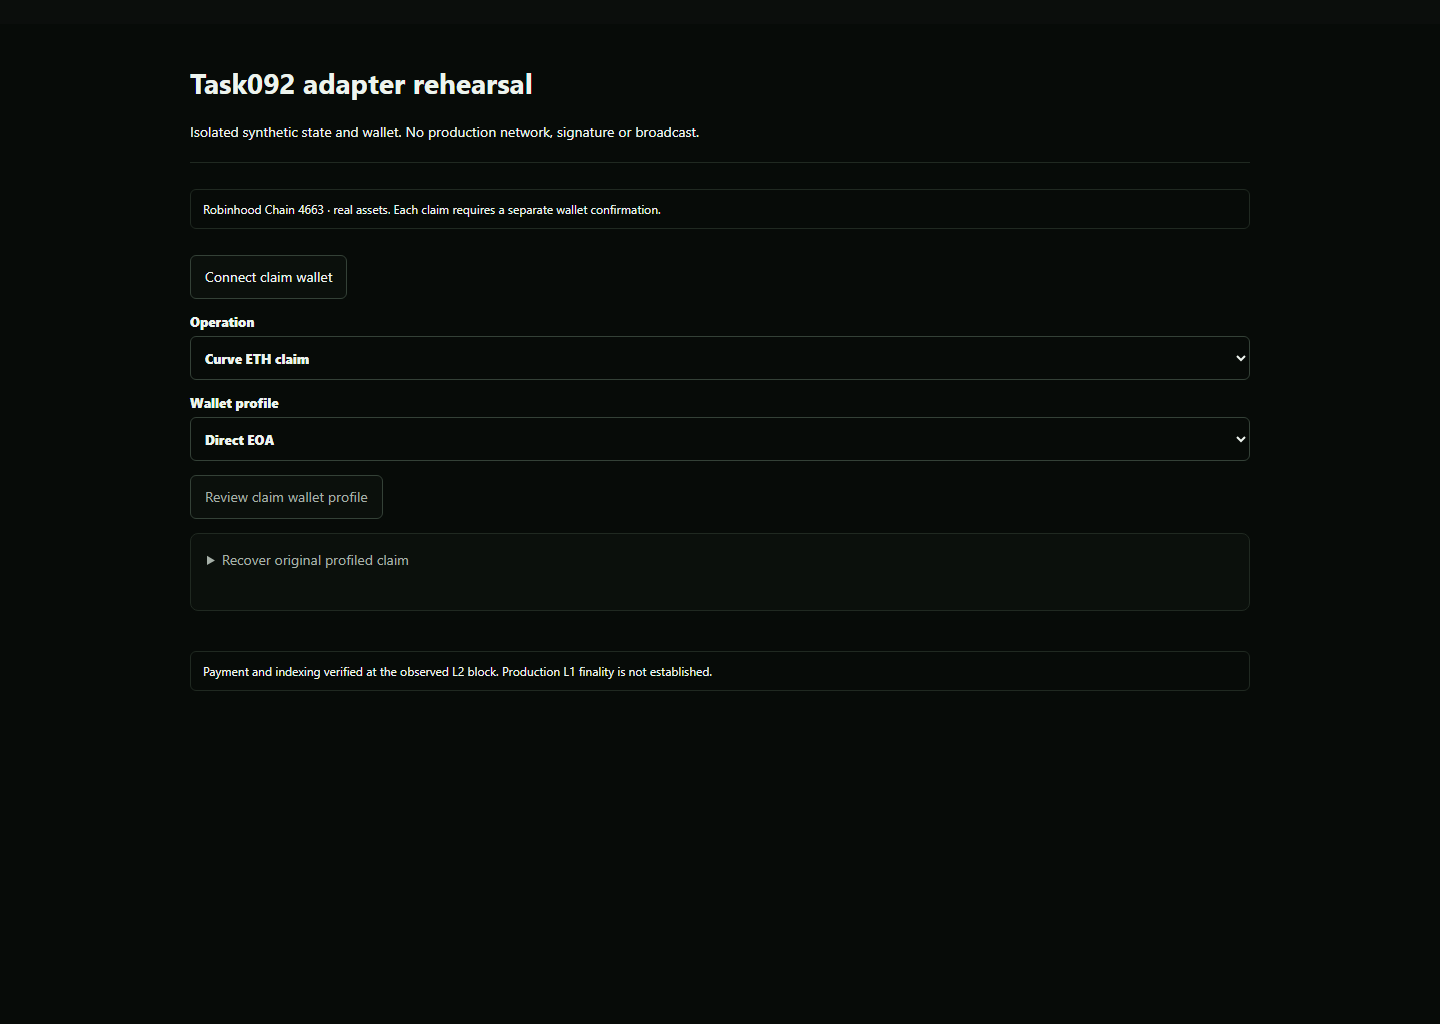 Task092 adapter rehearsal
Isolated synthetic state and wallet. No production network, signature or broadcast.
Robinhood Chain 4663 · real assets. Each claim requires a separate wallet confirmation.
Connect claim wallet
Operation
Curve ETH claim
Wallet profile
Direct EOA
Review claim wallet profile
Recover original profiled claim
Payment and indexing verified at the observed L2 block. Production L1 finality is not established.